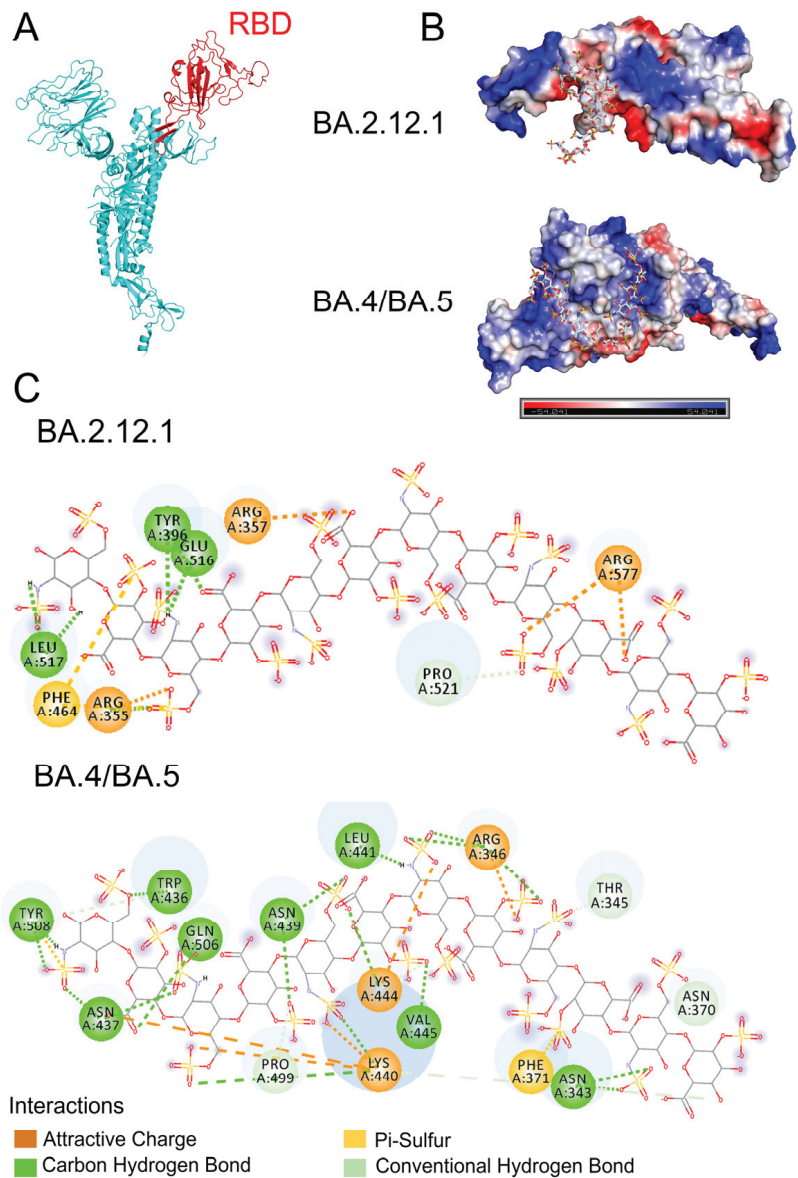 A
RBD
B
BA.2.12.1
BA.4/BA.5
-54.041
54.041
C
BA.2.12.1
TYR
A:396
GLU
A:516
ARG
A:357
ARG
A:577
LEU
A:517
PHE
A:464
ARG
A:355
PRO
A:521
BA.4/BA.5
LEU
A:441
ARG
A:346
TYR
A:508
TRP
A:436
GLN
A:506
ASN
A:439
THR
A:345
LYS
A:444
VAL
A:445
ASN
A:370
ASN
A:437
PRO
A:499
LYS
A:440
PHE
A:371
ASN
A:343
Interactions
Attractive Charge
Pi-Sulfur
Carbon Hydrogen Bond
Conventional Hydrogen Bond